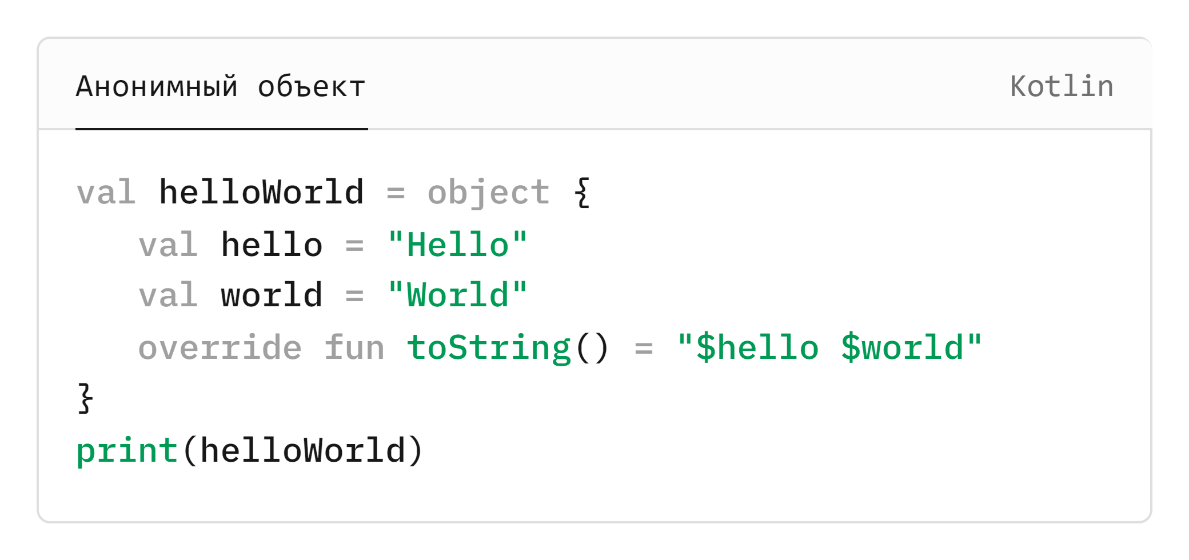 Анонимный объект
Kotlin
val helloWorld = object {
   val hello = "Hello"
   val world = "World"
   override fun toString() = "$hello $world"
}
print(helloWorld)